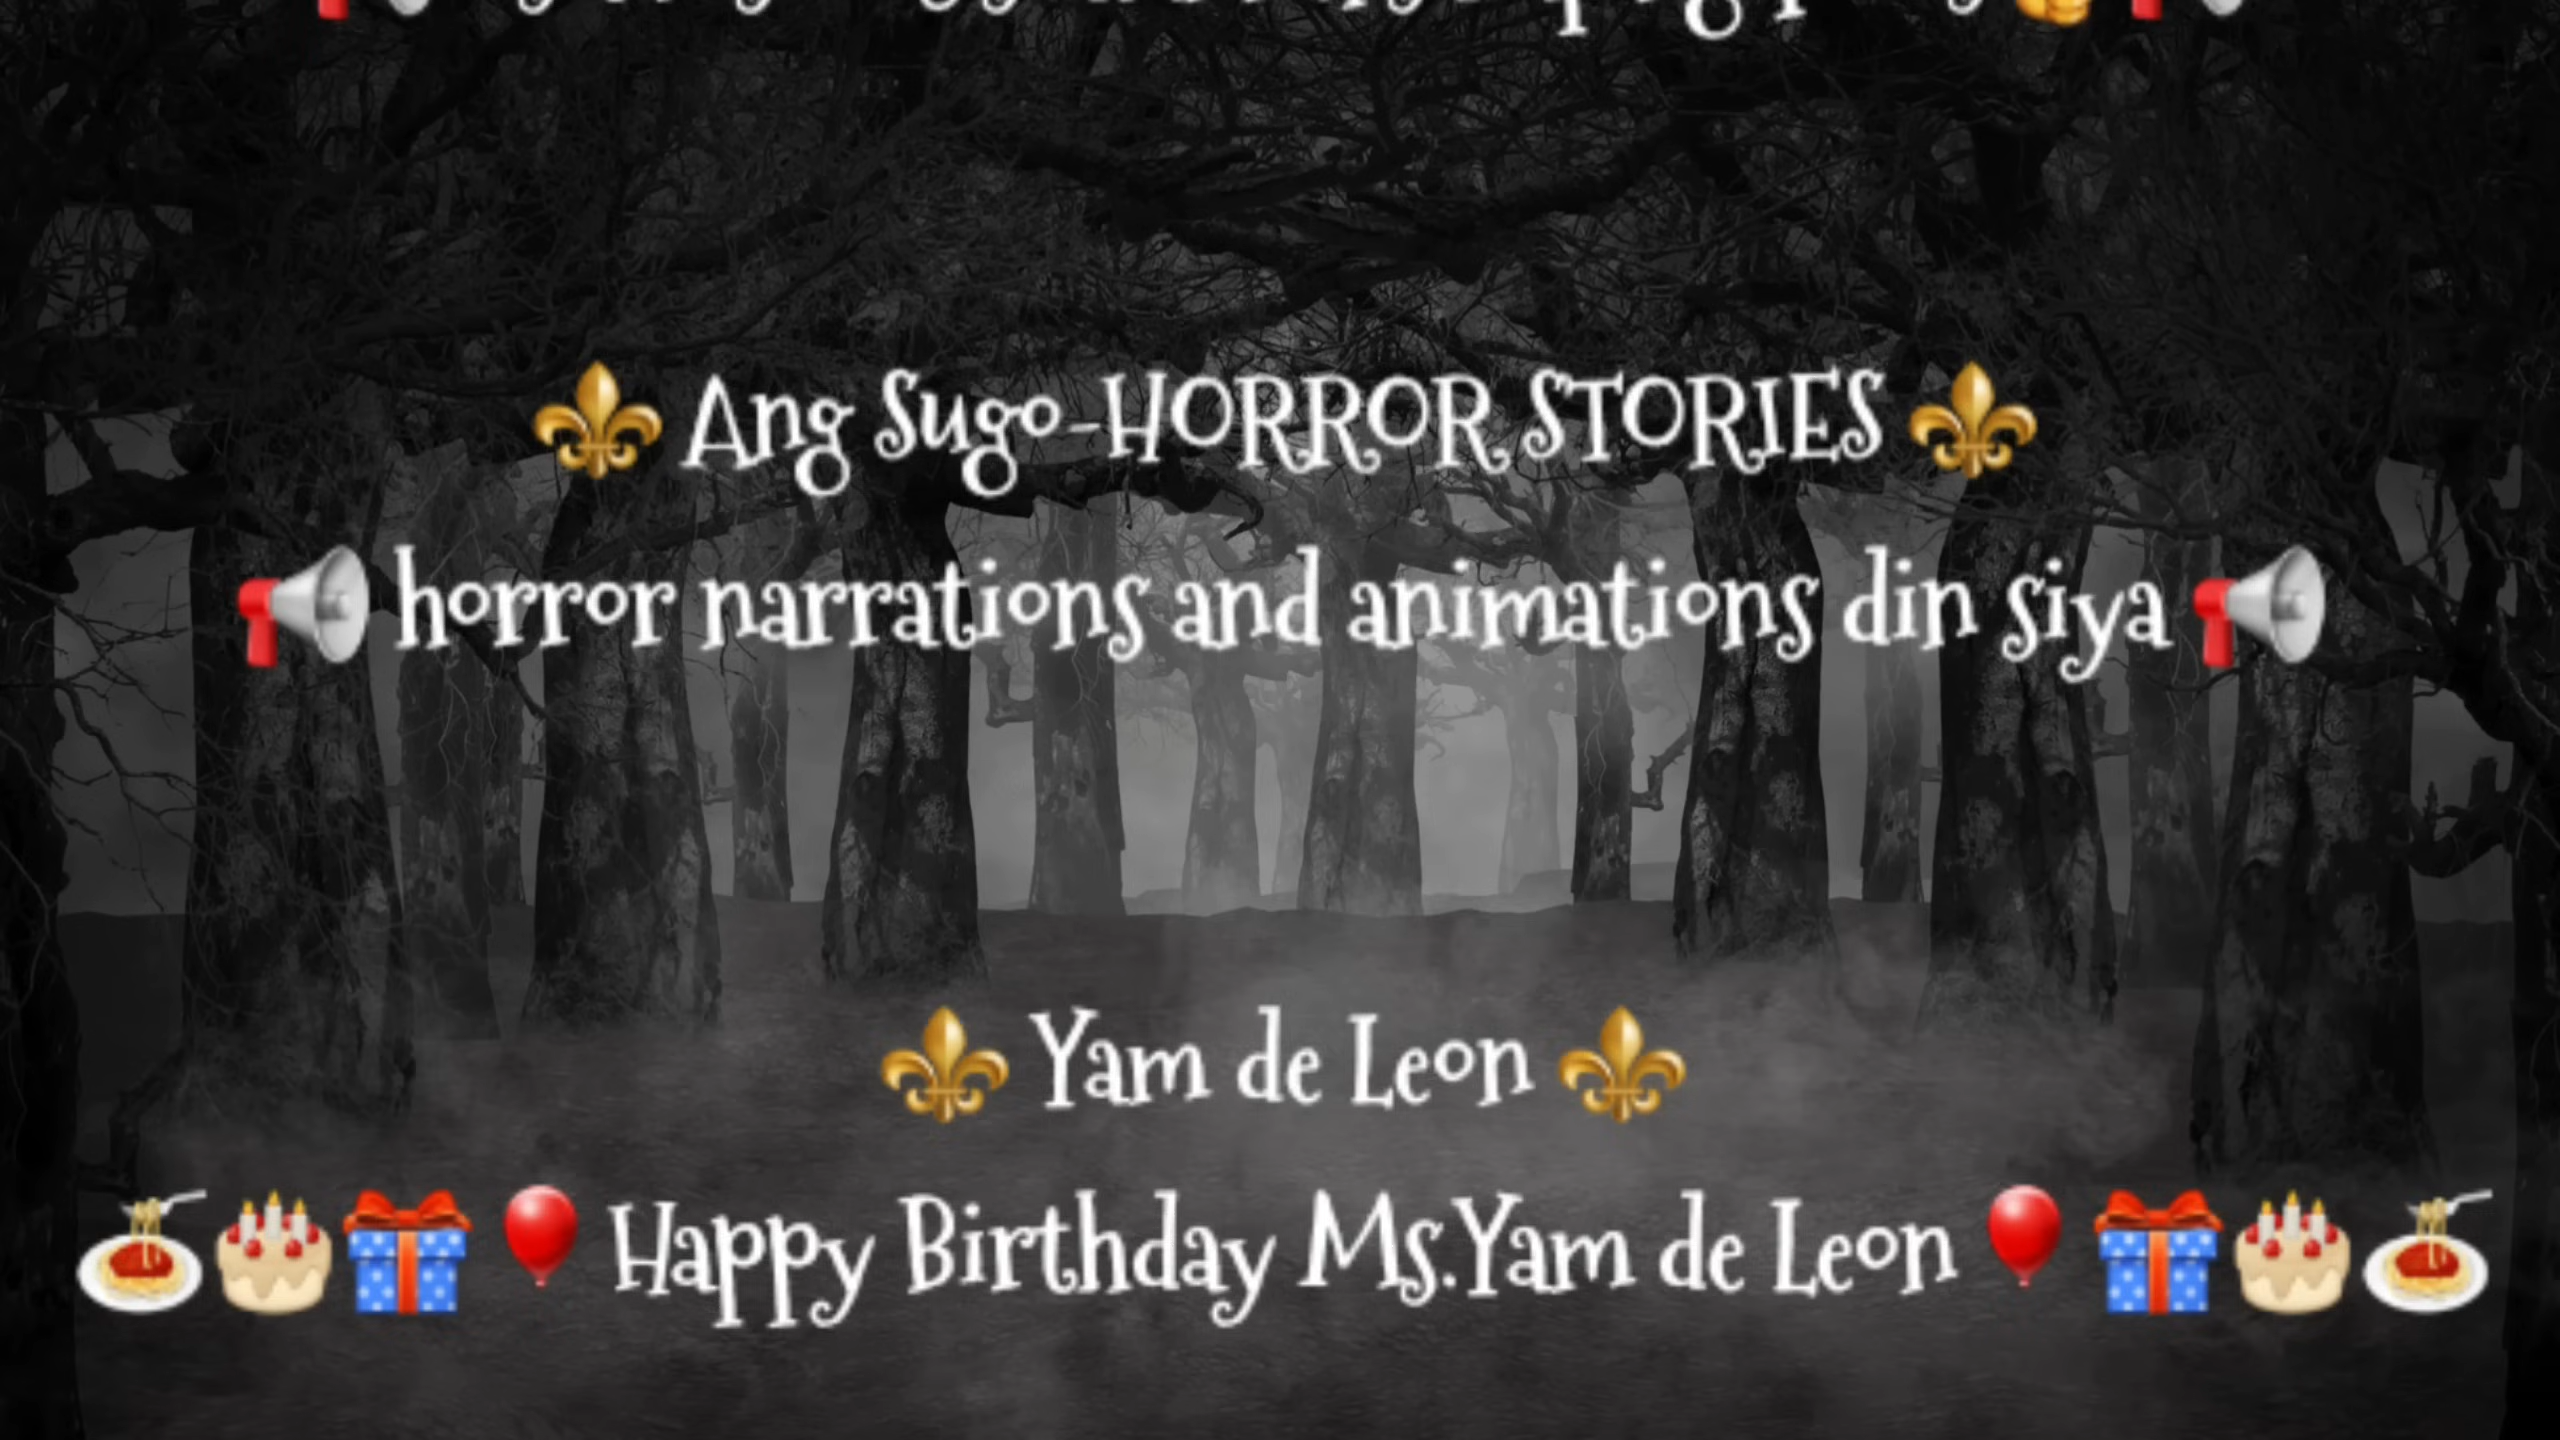 ⚜️ Ang Sugo-HORROR STORIES ⚜️
📢 horror narrations and animations din siya 📢
⚜️ Yam de Leon ⚜️
🍝🎂🎁🎈 Happy Birthday Ms.Yam de Leon 🎈🎁🎂🍝